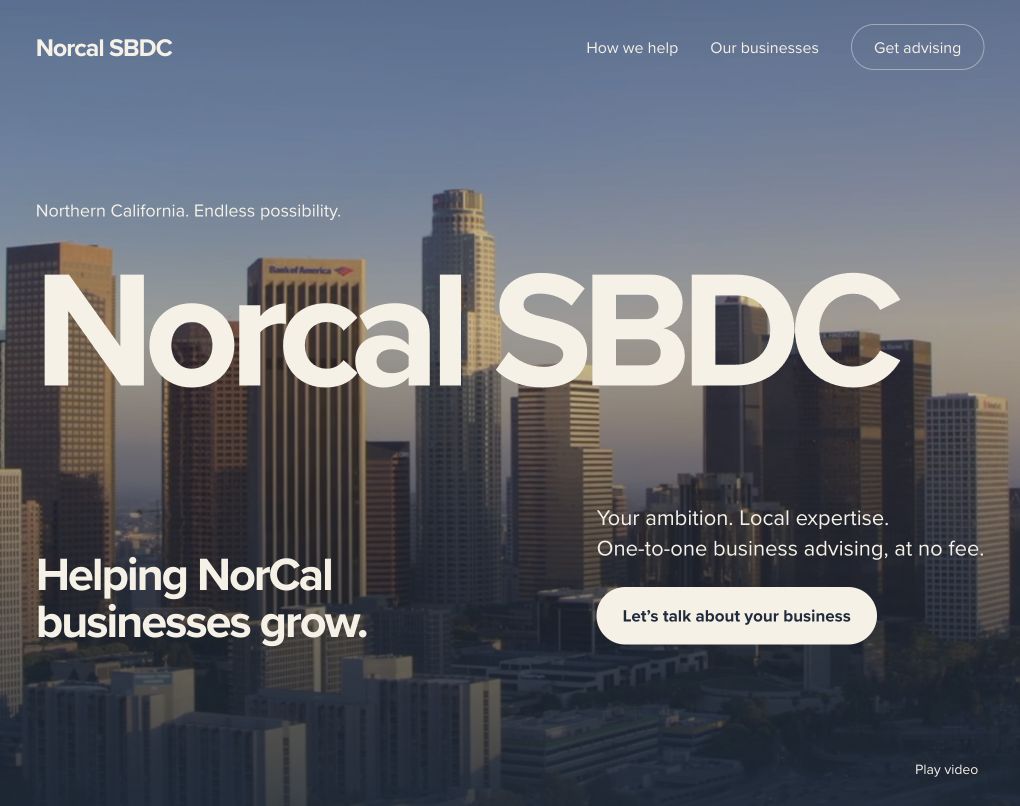 Norcal SBDC
How we help
Our businesses
Get advising
Northern California. Endless possibility.
Bank of America
Norcal SBDC
Your ambition. Local expertise.
One-to-one business advising, at no fee.
Helping NorCal
businesses grow.
Let’s talk about your business
Play video